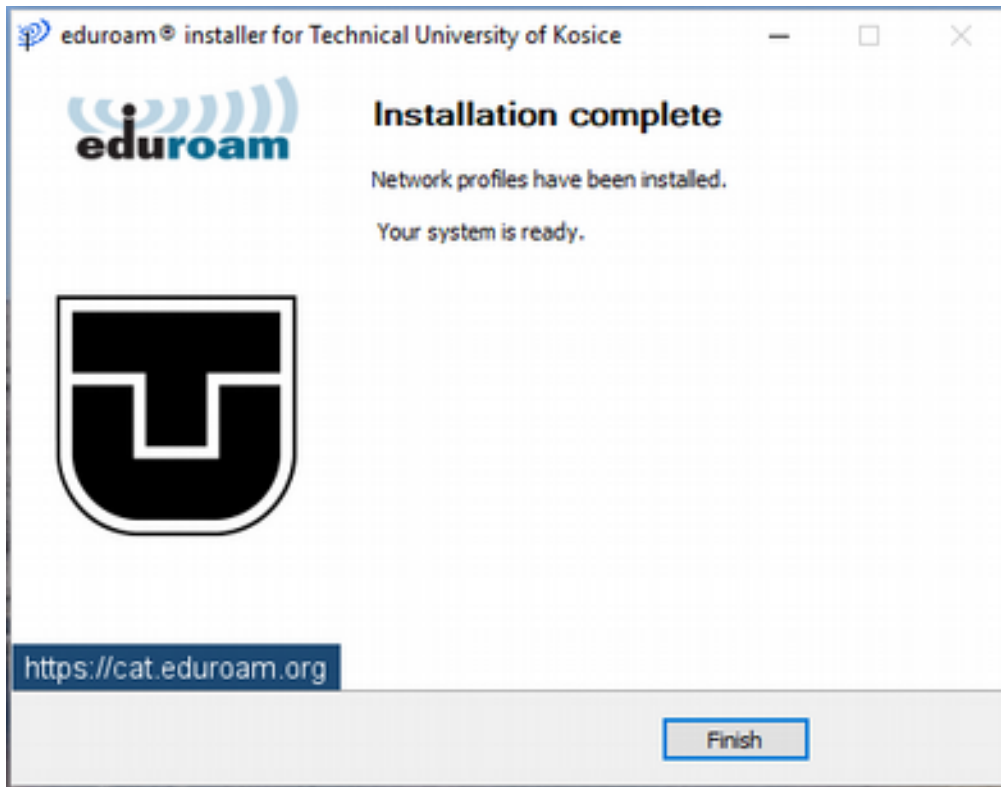 eduroam® installer for Technical University of Kosice
eduroam
Installation complete
Network profiles have been installed.
Your system is ready.
https://cat.eduroam.org
Finish